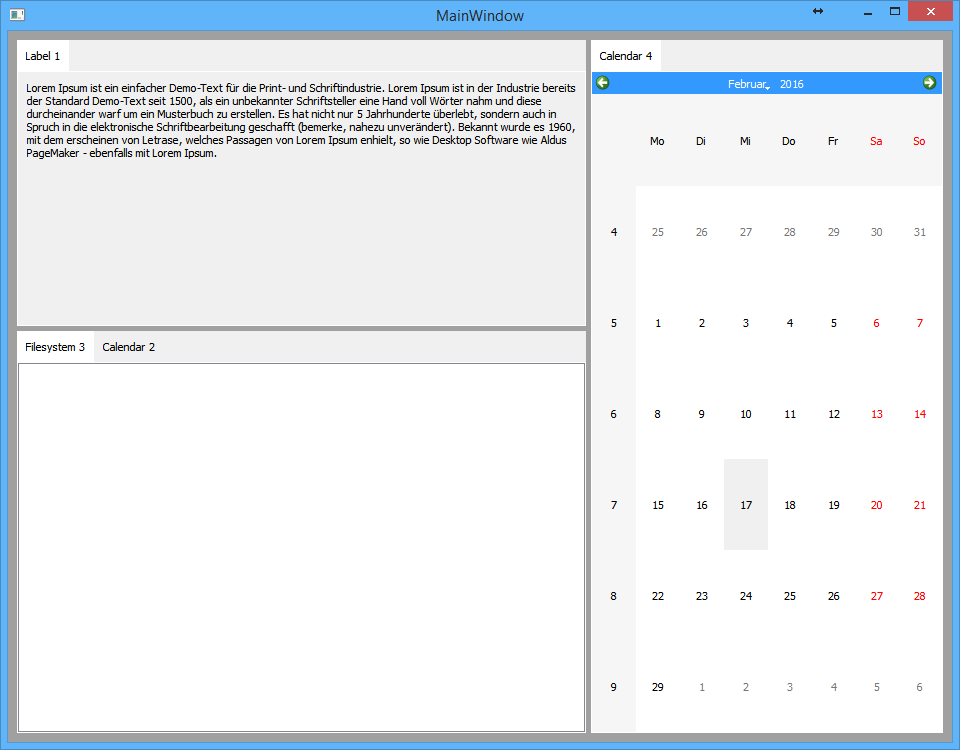 MainWindow
Label 1
Lorem Ipsum ist ein einfacher Demo-Text für die Print- und Schriftindustrie. Lorem Ipsum ist in der Industrie bereits
der Standard Demo-Text seit 1500, als ein unbekannter Schriftsteller eine Hand voll Wörter nahm und diese
durcheinander warf um ein Musterbuch zu erstellen. Es hat nicht nur 5 Jahrhunderte überlebt, sondern auch in
Spruch in die elektronische Schriftbearbeitung geschafft (bemerke, nahezu unverändert). Bekannt wurde es 1960,
mit dem erscheinen von Letrase, welches Passagen von Lorem Ipsum enhielt, so wie Desktop Software wie Aldus
PageMaker - ebenfalls mit Lorem Ipsum.
Filesystem 3 Calendar 2
Calendar 4
Februar 2016
Mo Di Mi Do Fr Sa So
4 25 26 27 28 29 30 31
5 1 2 3 4 5 6 7
6 8 9 10 11 12 13 14
7 15 16 17 18 19 20 21
8 22 23 24 25 26 27 28
9 29 1 2 3 4 5 6